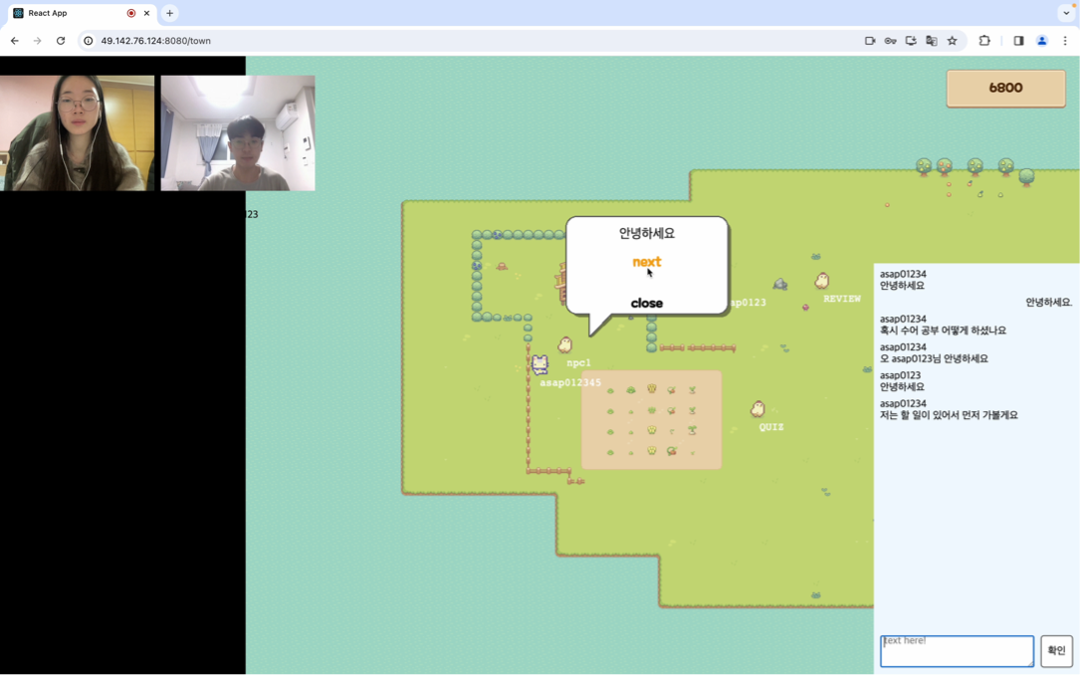 React App
49.142.76.124:8080/town
6800
123
안녕하세요
next
close
ap0123
REVIEW
npc1
asap012345
QUIZ
asap01234
안녕하세요
안녕하세요.
asap01234
혹시 수어 공부 어떻게 하셨나요
asap01234
오 asap0123님 안녕하세요
asap0123
안녕하세요
asap01234
저는 할 일이 있어서 먼저 가볼게요
text here!
확인